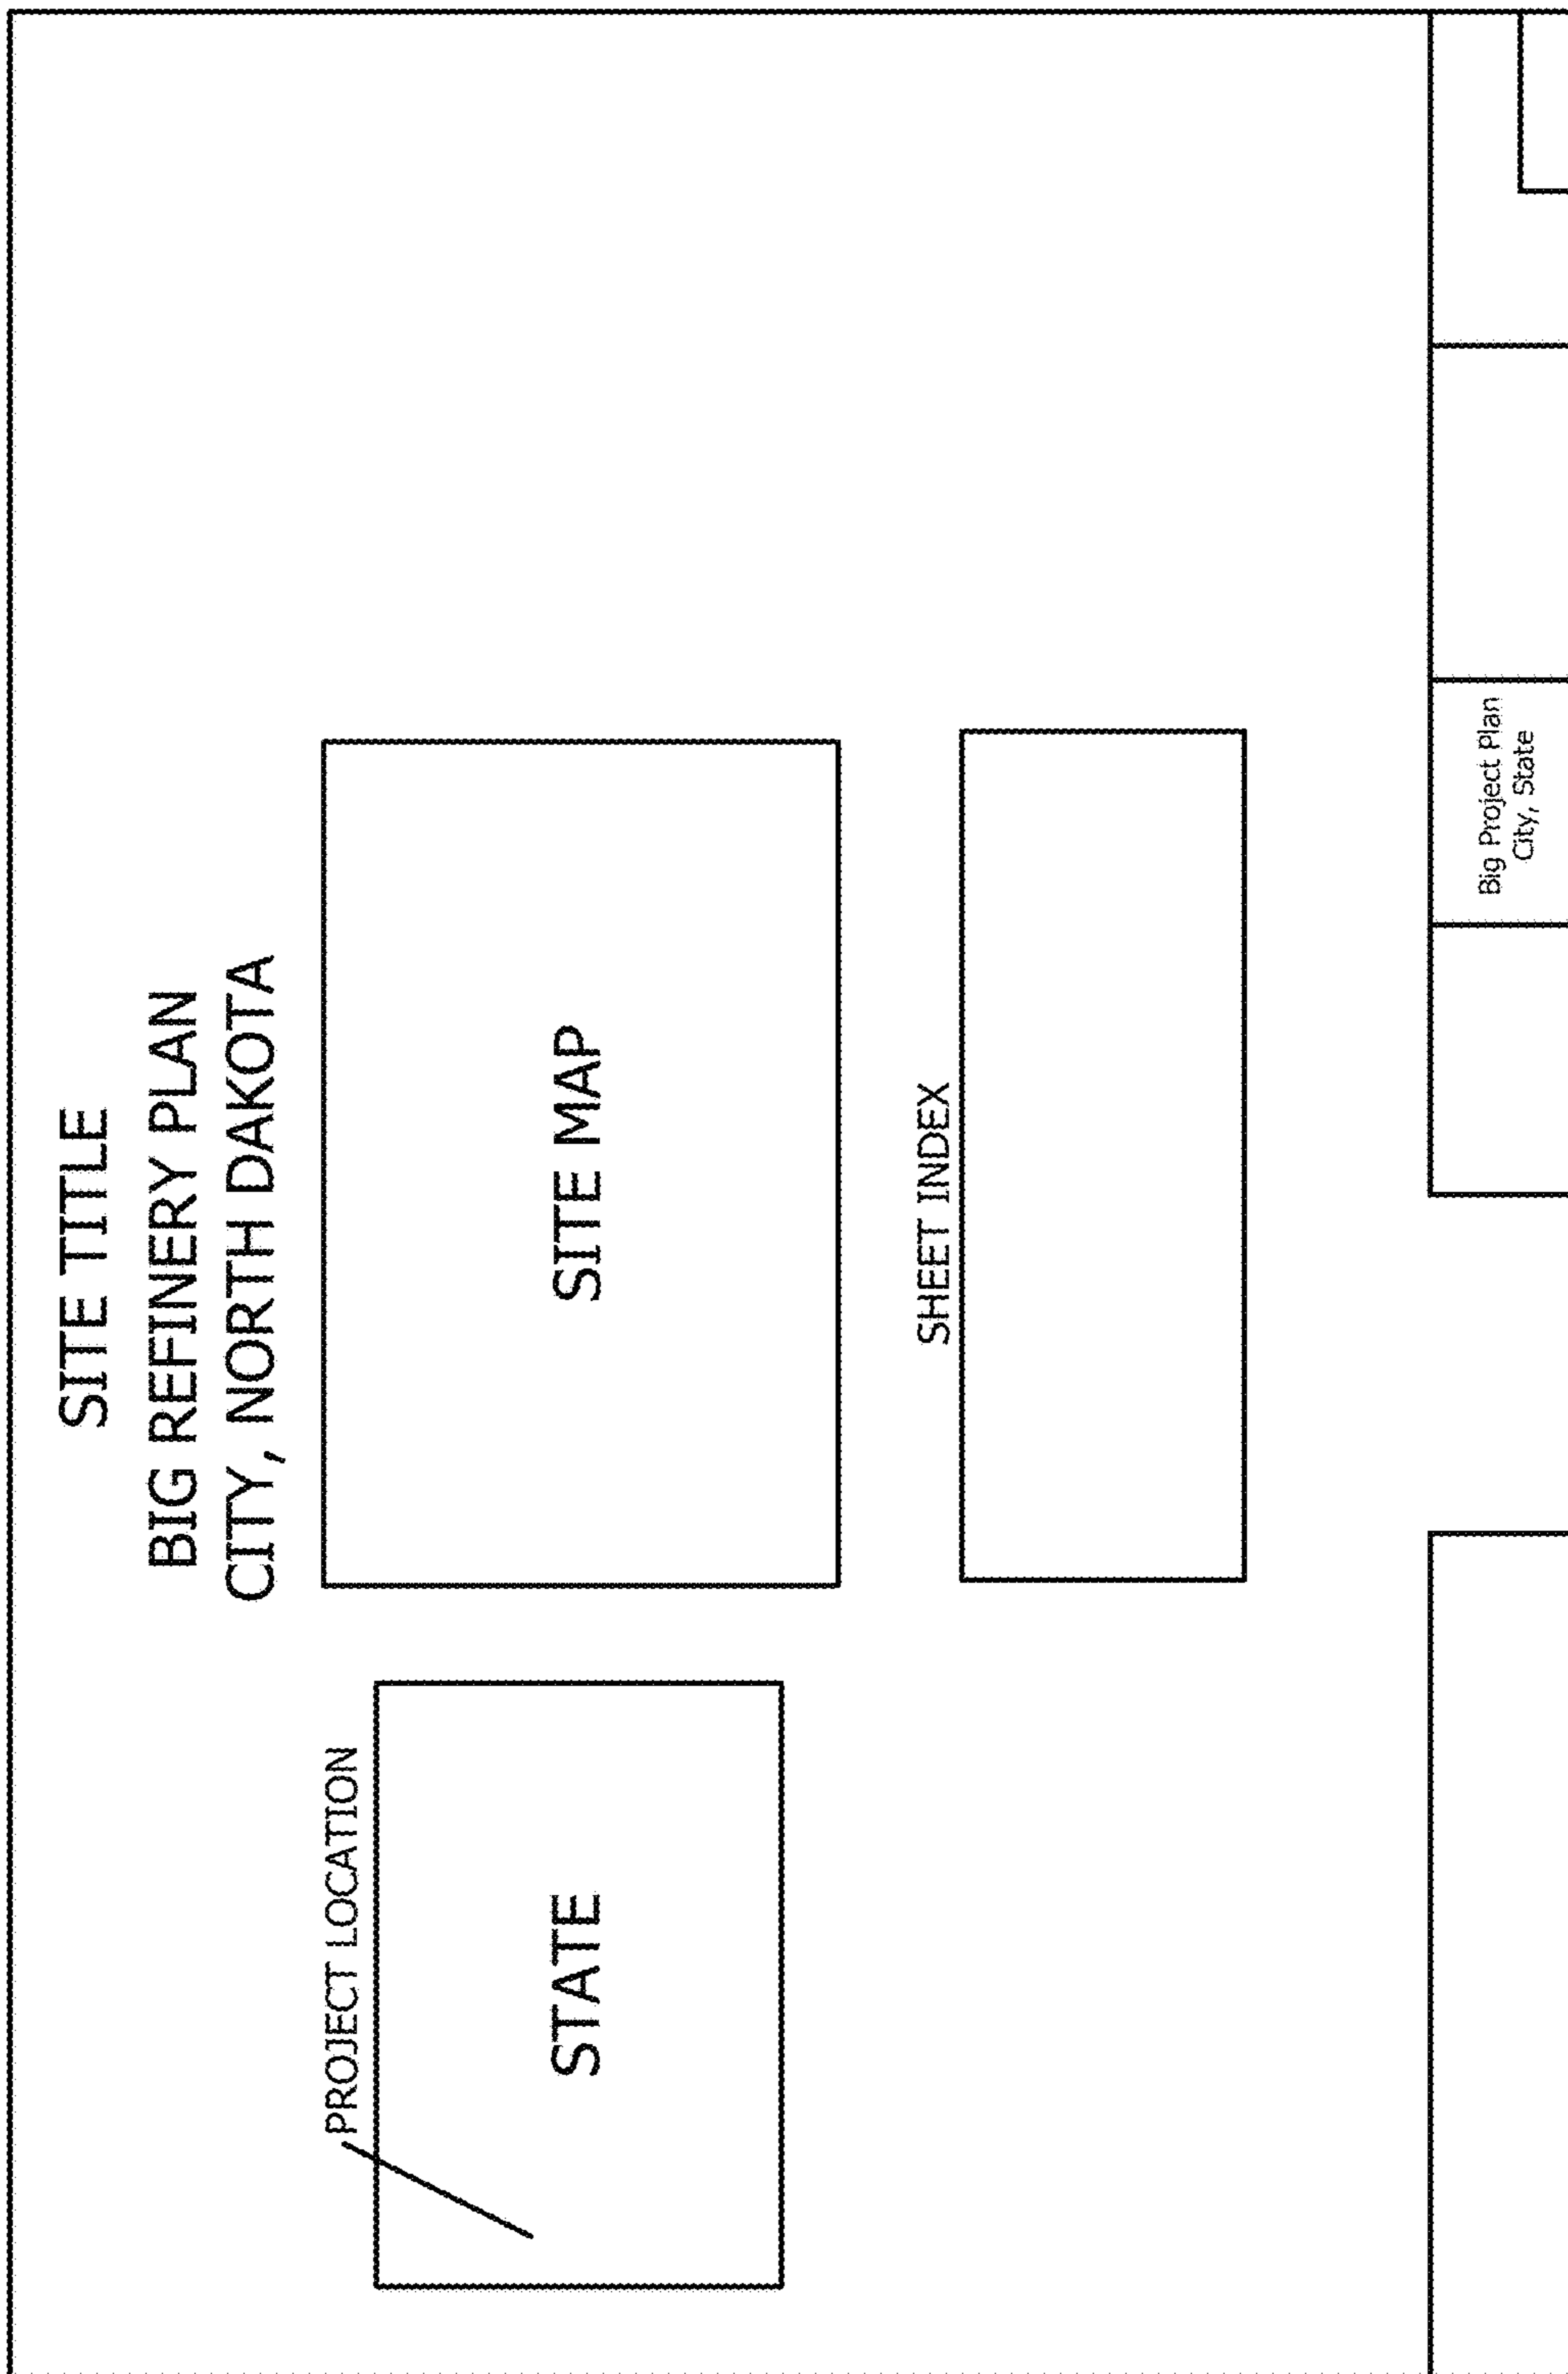 SITE TITLE
BIG REFINERY PLAN
CITY, NORTH DAKOTA
PROJECT LOCATION
STATE
SITE MAP
SHEET INDEX
Big Project Plan
City, State